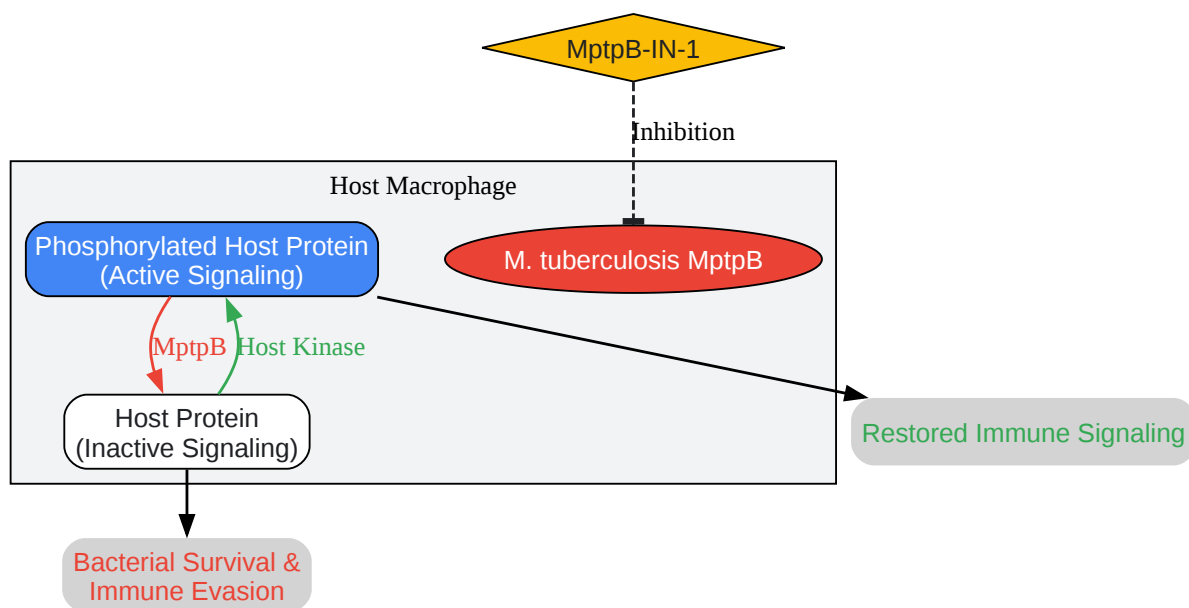 MptpB-IN-1
Inhibition
Host Macrophage
Phosphorylated Host Protein
(Active Signaling)
M. tuberculosis MptpB
MptpB
Host Kinase
Host Protein
(Inactive Signaling)
Restored Immune Signaling
Bacterial Survival &
Immune Evasion